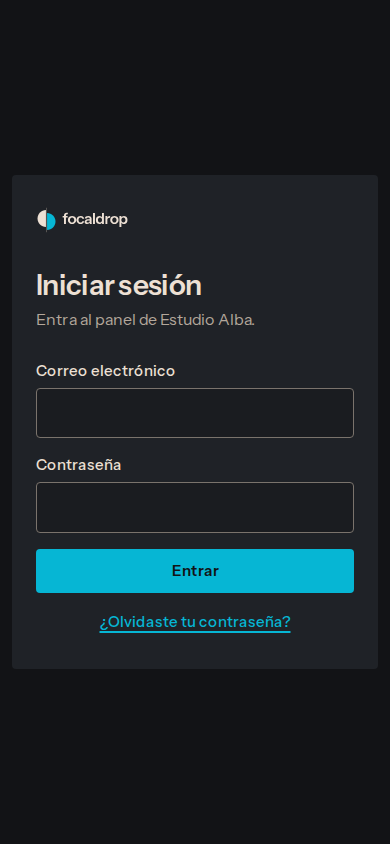 focaldrop
Iniciar sesión
Entra al panel de Estudio Alba.
Correo electrónico
Contraseña
Entrar
¿Olvidaste tu contraseña?